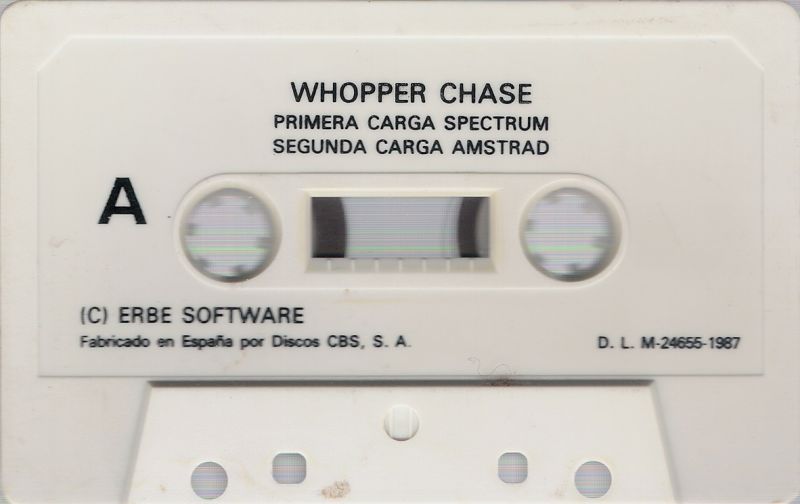 WHOPPER CHASE
PRIMERA CARGA SPECTRUM
SEGUNDA CARGA AMSTRAD
A
(C) ERBE SOFTWARE
Fabricado en España por Discos CBS, S. A.
D. L. M-24655-1987